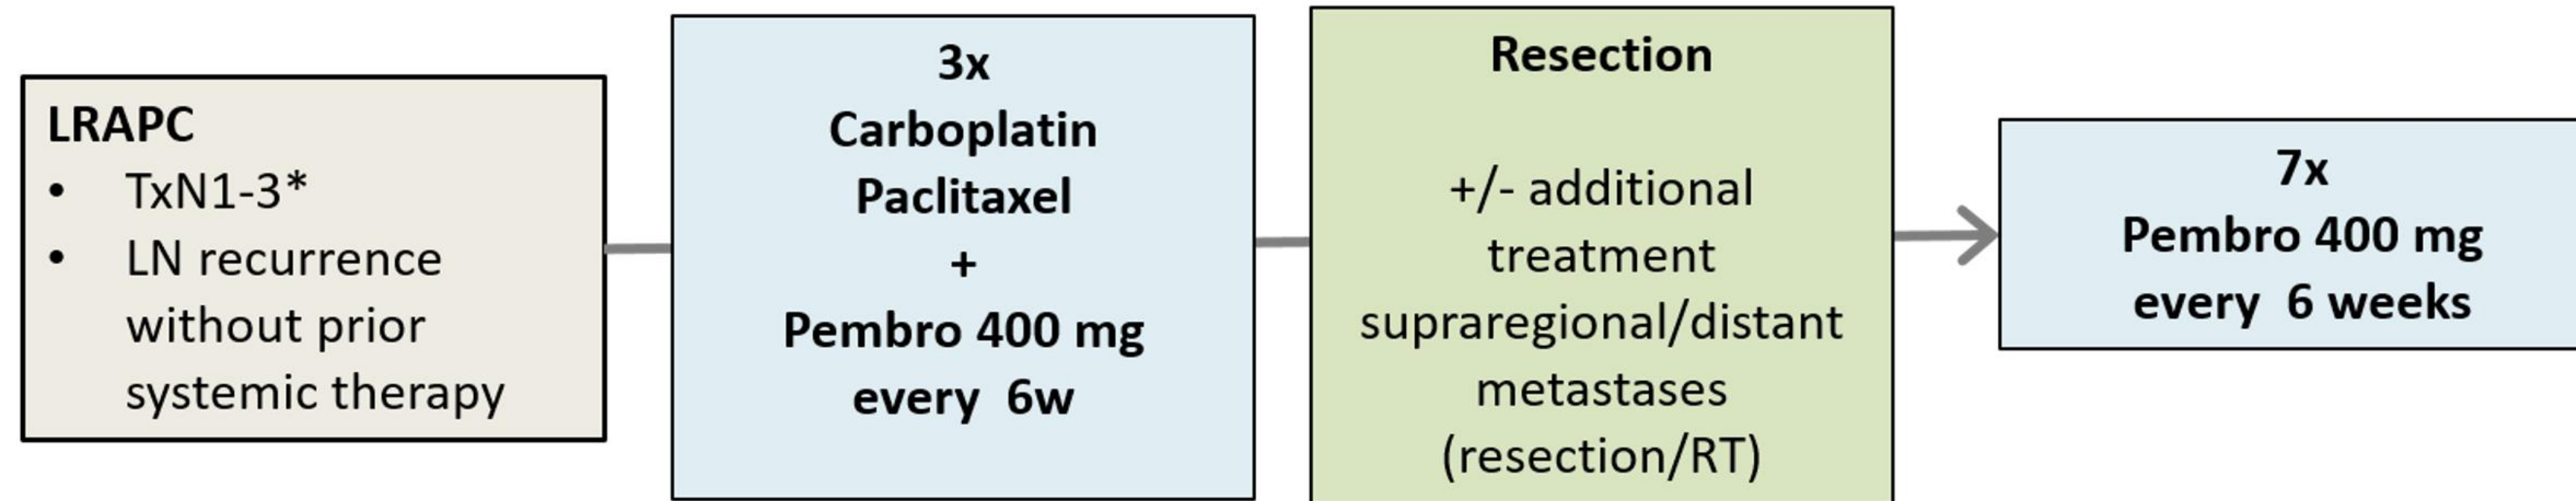 LRAPC
• TxN1-3*
• LN recurrence
without prior
systemic therapy
3x
Carboplatin
Paclitaxel
+
Pembro 400 mg
every 6w
Resection
+/- additional
treatment
supraregional/distant
metastases
(resection/RT)
7x
Pembro 400 mg
every 6 weeks